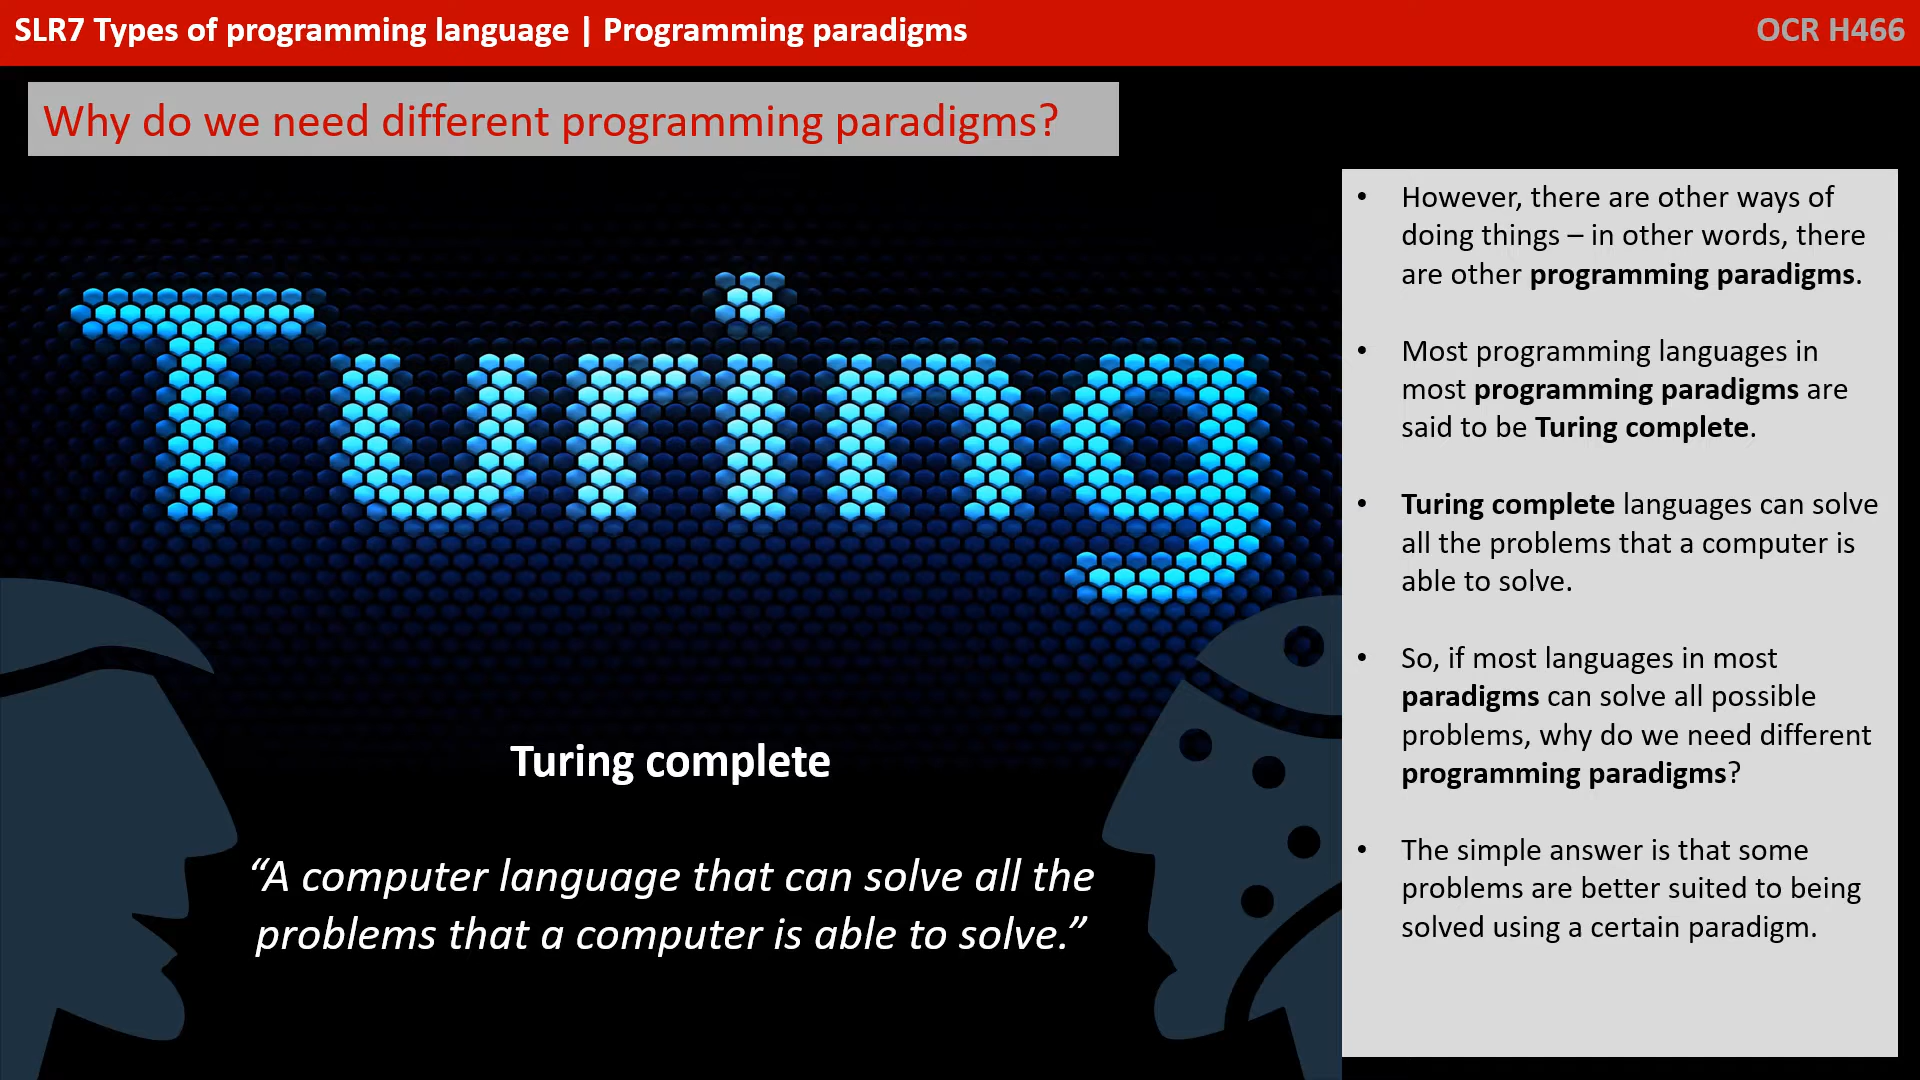 SLR7 Types of programming language | Programming paradigms
OCR H466
Why do we need different programming paradigms?
Turing
Turing complete
“A computer language that can solve all the
problems that a computer is able to solve.”
• However, there are other ways of
doing things – in other words, there
are other programming paradigms.
• Most programming languages in
most programming paradigms are
said to be Turing complete.
• Turing complete languages can solve
all the problems that a computer is
able to solve.
• So, if most languages in most
paradigms can solve all possible
problems, why do we need different
programming paradigms?
• The simple answer is that some
problems are better suited to being
solved using a certain paradigm.